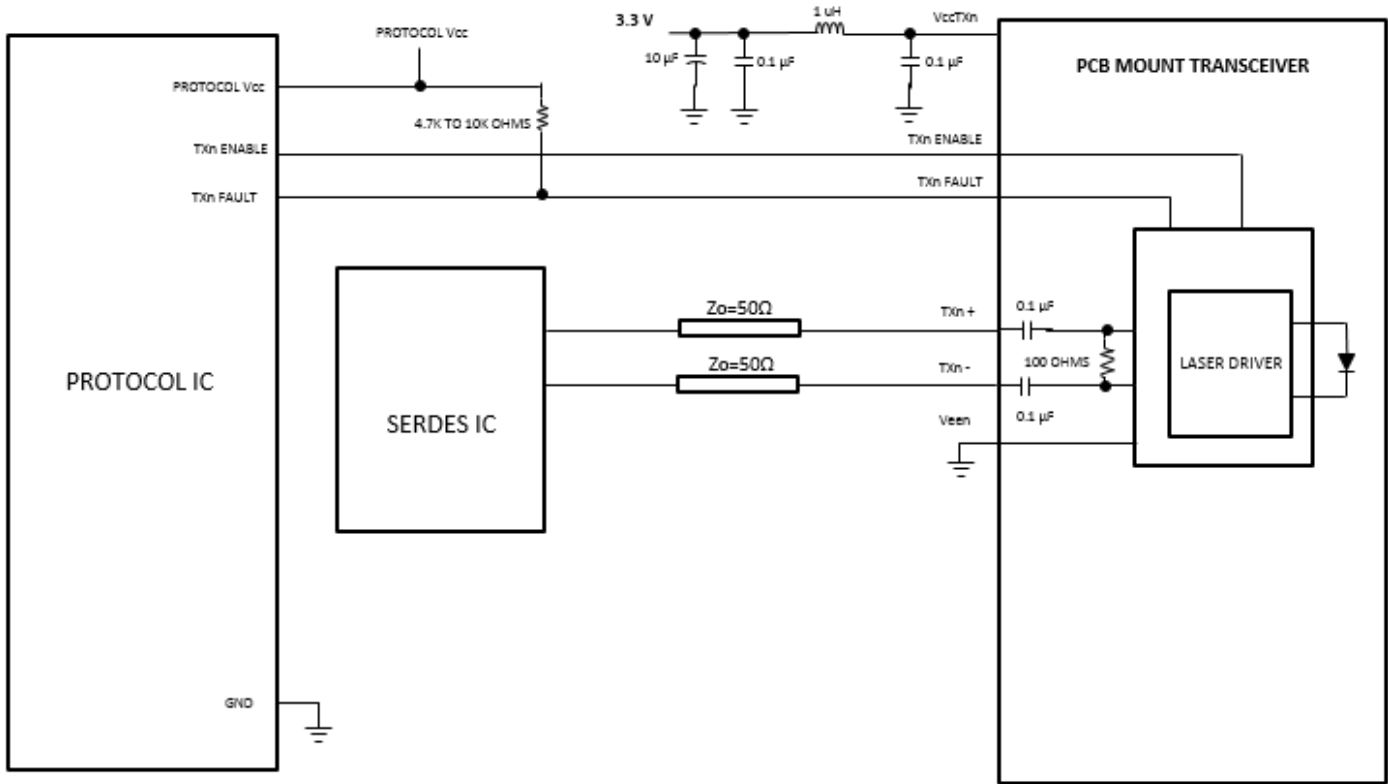 3.3 V
1 uH
VccTXn
PROTOCOL Vcc
10 µF
0.1 µF
0.1 µF
PCB MOUNT TRANSCEIVER
PROTOCOL Vcc
4.7K TO 10K OHMS
TXn ENABLE
TXn ENABLE
TXn FAULT
TXn FAULT
Zo=50Ω
TXn +
0.1 µF
Zo=50Ω
TXn -
100 OHMS
LASER DRIVER
PROTOCOL IC
SERDES IC
Veen
0.1 µF
GND